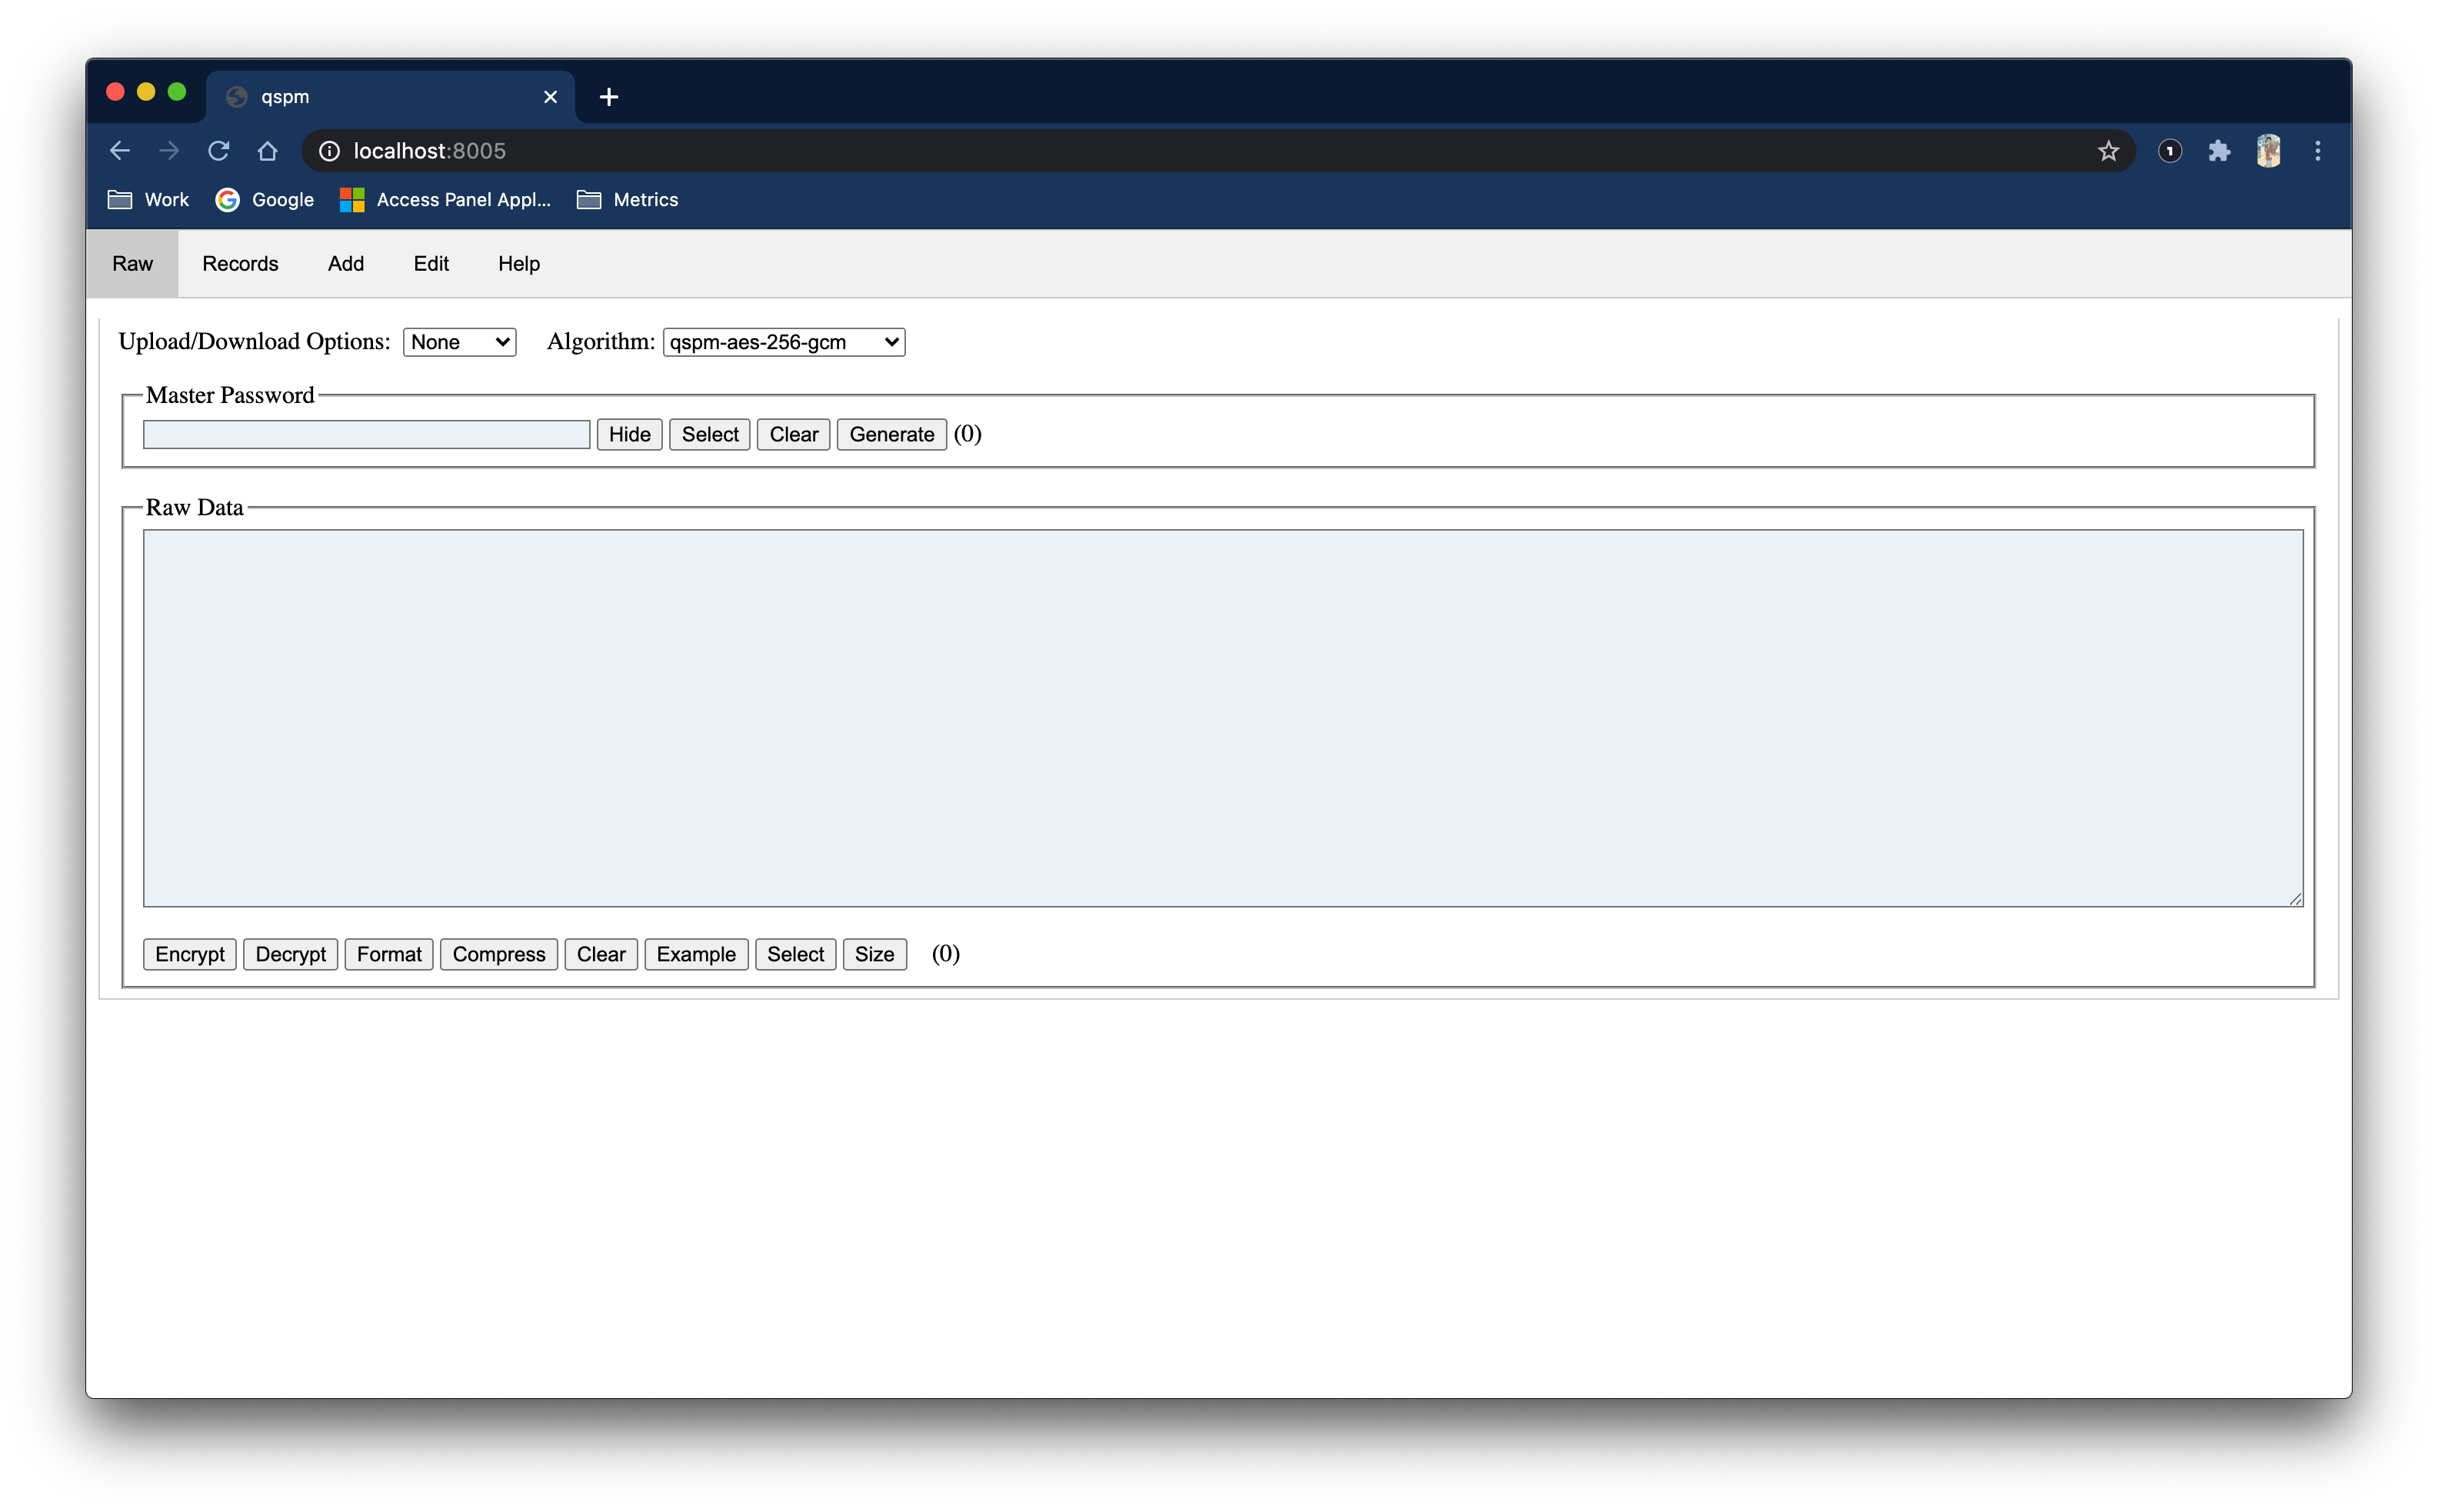 qspm
localhost:8005
Work Google Access Panel Appl... Metrics
Raw Records Add Edit Help
Upload/Download Options: None Algorithm: qspm-aes-256-gcm
Master Password
Hide Select Clear Generate (0)
Raw Data
Encrypt Decrypt Format Compress Clear Example Select Size (0)